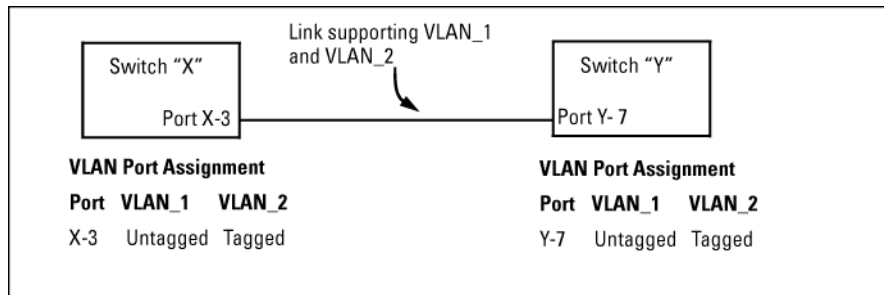 Link supporting VLAN_1
and VLAN_2
Switch “X”
Switch “Y”
Port X-3
Port Y- 7
VLAN Port Assignment
Port VLAN_1 VLAN_2
X-3 Untagged Tagged
VLAN Port Assignment
Port VLAN_1 VLAN_2
Y-7 Untagged Tagged